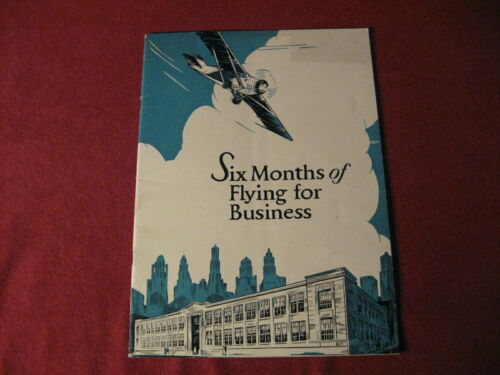 Six Months of
Flying for
Business